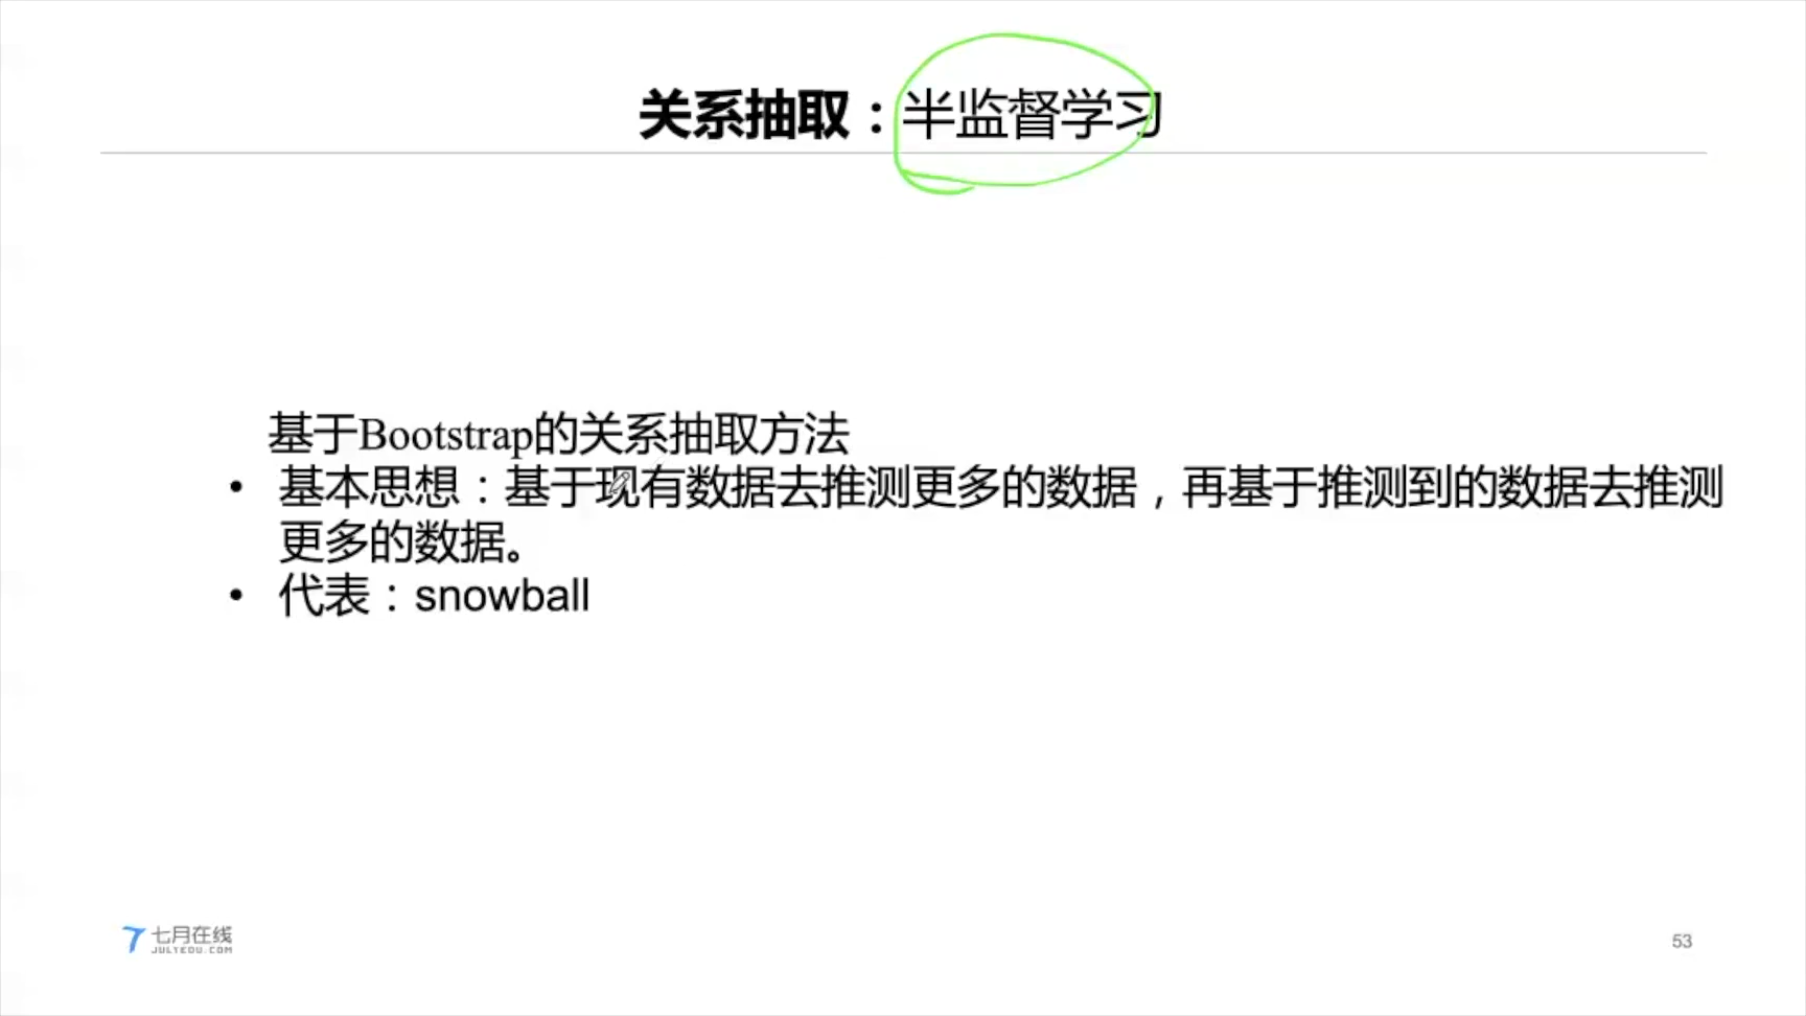 关系抽取：半监督学习
基于Bootstrap的关系抽取方法
• 基本思想：基于现有数据去推测更多的数据，再基于推测到的数据去推测
更多的数据。
• 代表：snowball
七月在线
JULYEDU.COM
53